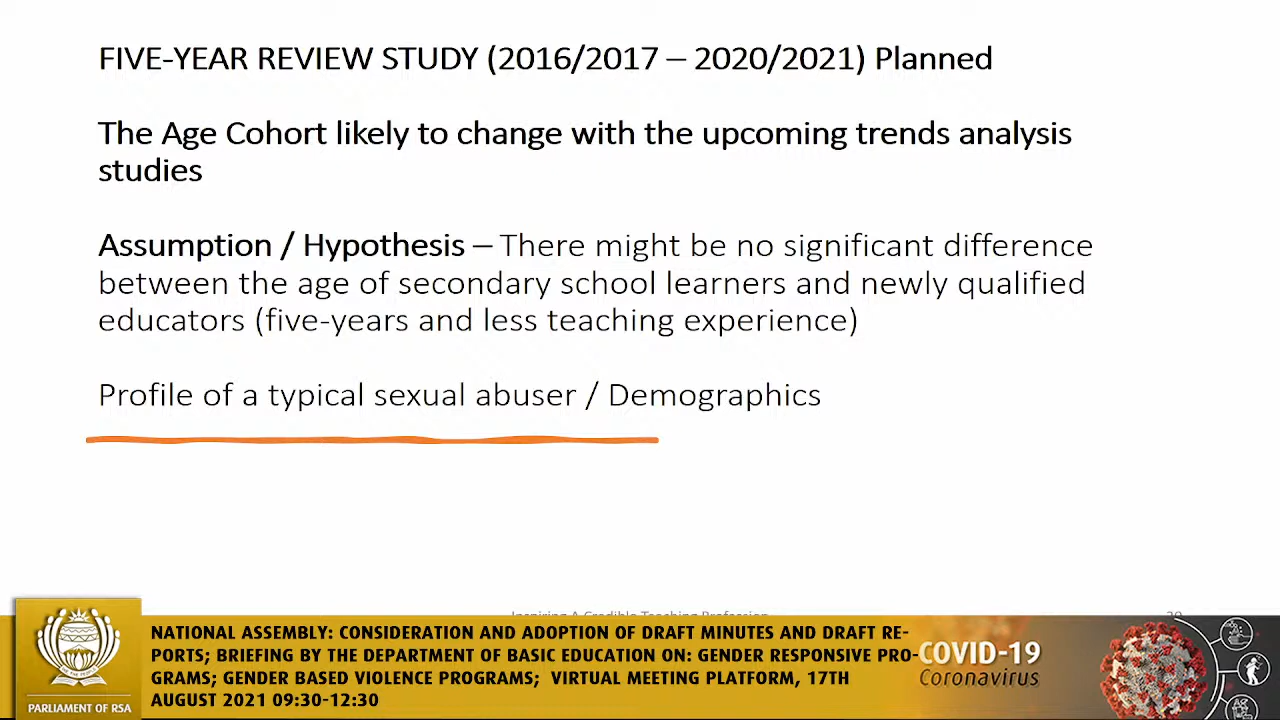 FIVE-YEAR REVIEW STUDY (2016/2017 – 2020/2021) Planned
The Age Cohort likely to change with the upcoming trends analysis
studies
Assumption / Hypothesis – There might be no significant difference
between the age of secondary school learners and newly qualified
educators (five-years and less teaching experience)
Profile of a typical sexual abuser / Demographics
Inspiring A Credible Teaching Profession
NATIONAL ASSEMBLY: CONSIDERATION AND ADOPTION OF DRAFT MINUTES AND DRAFT RE-
PORTS; BRIEFING BY THE DEPARTMENT OF BASIC EDUCATION ON: GENDER RESPONSIVE PRO-
GRAMS; GENDER BASED VIOLENCE PROGRAMS; VIRTUAL MEETING PLATFORM, 17TH
AUGUST 2021 09:30-12:30
COVID-19
Coronavirus
PARLIAMENT OF RSA